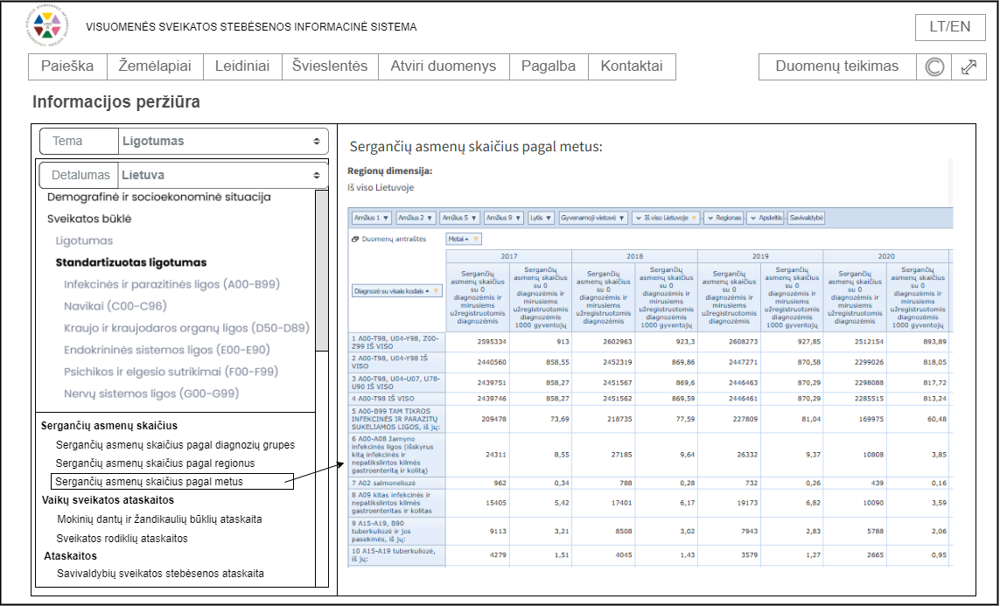 VISUOMENĖS SVEIKATOS STEBĖSENOS INFORMACINĖ SISTEMA
LT/EN
Paieška Žemėlapiai Leidiniai Švieslentės Atviri duomenys Pagalba Kontaktai Duomenų teikimas ©
Informacijos peržiūra
Tema Ligotumas
Detalumas Lietuva
Demografinė ir socioekonominė situacija
Sveikatos būklė
Ligotumas
Standartizuotas ligotumas
Infekcinės ir parazitinės ligos (A00-B99)
Navikai (C00-C96)
Kraujo ir kraujodaros organų ligos (D50-D89)
Endokrininės sistemos ligos (E00-E90)
Psichikos ir elgesio sutrikimai (F00-F99)
Nervų sistemos ligos (G00-G99)
Sergančių asmenų skaičius
Sergančių asmenų skaičius pagal diagnozių grupes
Sergančių asmenų skaičius pagal regionus
Sergančių asmenų skaičius pagal metus
Vaikų sveikatos ataskaitos
Mokinių dantų ir žandikaulių būklių ataskaita
Sveikatos rodiklių ataskaitos
Ataskaitos
Savivaldybių sveikatos stebėsenos ataskaita
Sergančių asmenų skaičius pagal metus:
Regionų dimensija:
Iš viso Lietuvoje
Amžius 1 Amžius 2 Amžius 5 Amžius 9 Lytis Gyvenamoji vietovė Iš viso Lietuvoje Regionas Apskritis Savivaldybė
Duomenų antraštės Metai
2017 2018 2019 2020
Diagnozė su visais kodais
Sergančių
asmenų skaičius
su 0
diagnozėmis ir
mirusiems
užregistruotomis
diagnozėmis
Sergančių
asmenų skaičius
su 0
diagnozėmis ir
mirusiems
užregistruotomis
diagnozėmis
1000 gyventojų
Sergančių
asmenų skaičius
su 0
diagnozėmis ir
mirusiems
užregistruotomis
diagnozėmis
Sergančių
asmenų skaičius
su 0
diagnozėmis ir
mirusiems
užregistruotomis
diagnozėmis
1000 gyventojų
Sergančių
asmenų skaičius
su 0
diagnozėmis ir
mirusiems
užregistruotomis
diagnozėmis
Sergančių
asmenų skaičius
su 0
diagnozėmis ir
mirusiems
užregistruotomis
diagnozėmis
1000 gyventojų
Sergančių
asmenų skaičius
su 0
diagnozėmis ir
mirusiems
užregistruotomis
diagnozėmis
Sergančių
asmenų skaičius
su 0
diagnozėmis ir
mirusiems
užregistruotomis
diagnozėmis
1000 gyventojų
1 A00-T98, U04-Y98, Z00-
Z99 IŠ VISO 2595334 913 2602963 923,3 2608273 927,85 2512154 893,89
2 A00-T98, U04-Y98 IŠ
VISO 2440560 858,55 2452319 869,86 2447271 870,58 2299026 818,05
3 A00-T98, U04-U07, U78-
U90 IŠ VISO 2439751 858,27 2451567 869,6 2446463 870,29 2298088 817,72
4 A00-T98 IŠ VISO 2439746 858,27 2451562 869,59 2446461 870,29 2285515 813,24
5 A00-B99 TAM TIKROS
INFEKCINĖS IR PARAZITŲ
SUKELIAMOS LIGOS, iš jų: 209478 73,69 218735 77,59 227809 81,04 169975 60,48
6 A00-A08 žarnyno
infekcinės ligos (išskyrus
kitą infekcinės ir
nepatikslintos kilmės
gastroenteritą ir kolitą) 24311 8,55 27185 9,64 26332 9,37 10808 3,85
7 A02 salmoneliozė 962 0,34 788 0,28 732 0,26 439 0,16
8 A09 kitas infekcinės ir
nepatikslintos kilmės
gastroenteritas ir kolitas 15405 5,42 17401 6,17 19173 6,82 10090 3,59
9 A15-A19, B90
tuberkuliozė ir jos
pasekmės, iš jų: 9113 3,21 8508 3,02 7943 2,83 5788 2,06
10 A15-A19 tuberkuliozė,
iš jų: 4279 1,51 4045 1,43 3579 1,27 2665 0,95